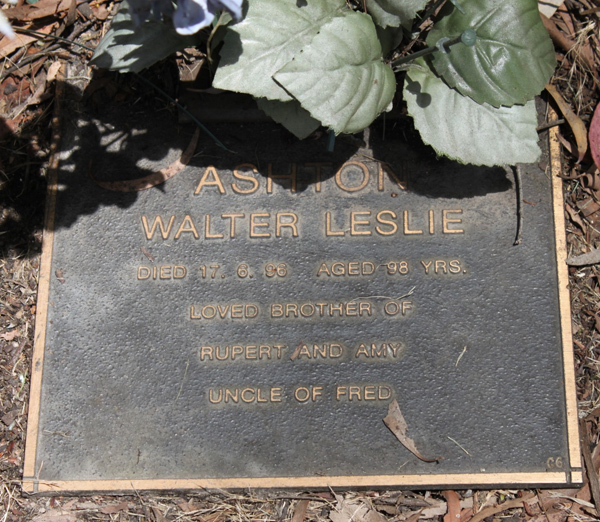 ASHTON
WALTER LESLIE
DIED 17. 6. 96 AGED 98 YRS.
LOVED BROTHER OF
RUPERT AND AMY
UNCLE OF FRED